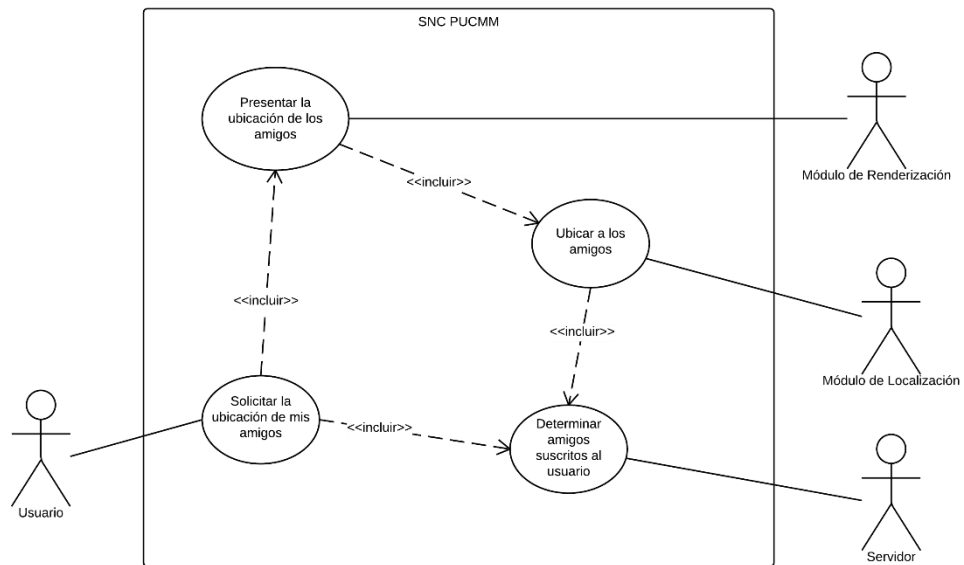 SNC PUCMM
Presentar la
ubicación de los
amigos
Módulo de Renderización
<<incluir>>
Ubicar a los
amigos
<<incluir>>
<<incluir>>
Módulo de Localización
Solicitar la
ubicación de mis
amigos
<<incluir>>
Determinar
amigos
suscritos al
usuario
Usuario
Servidor